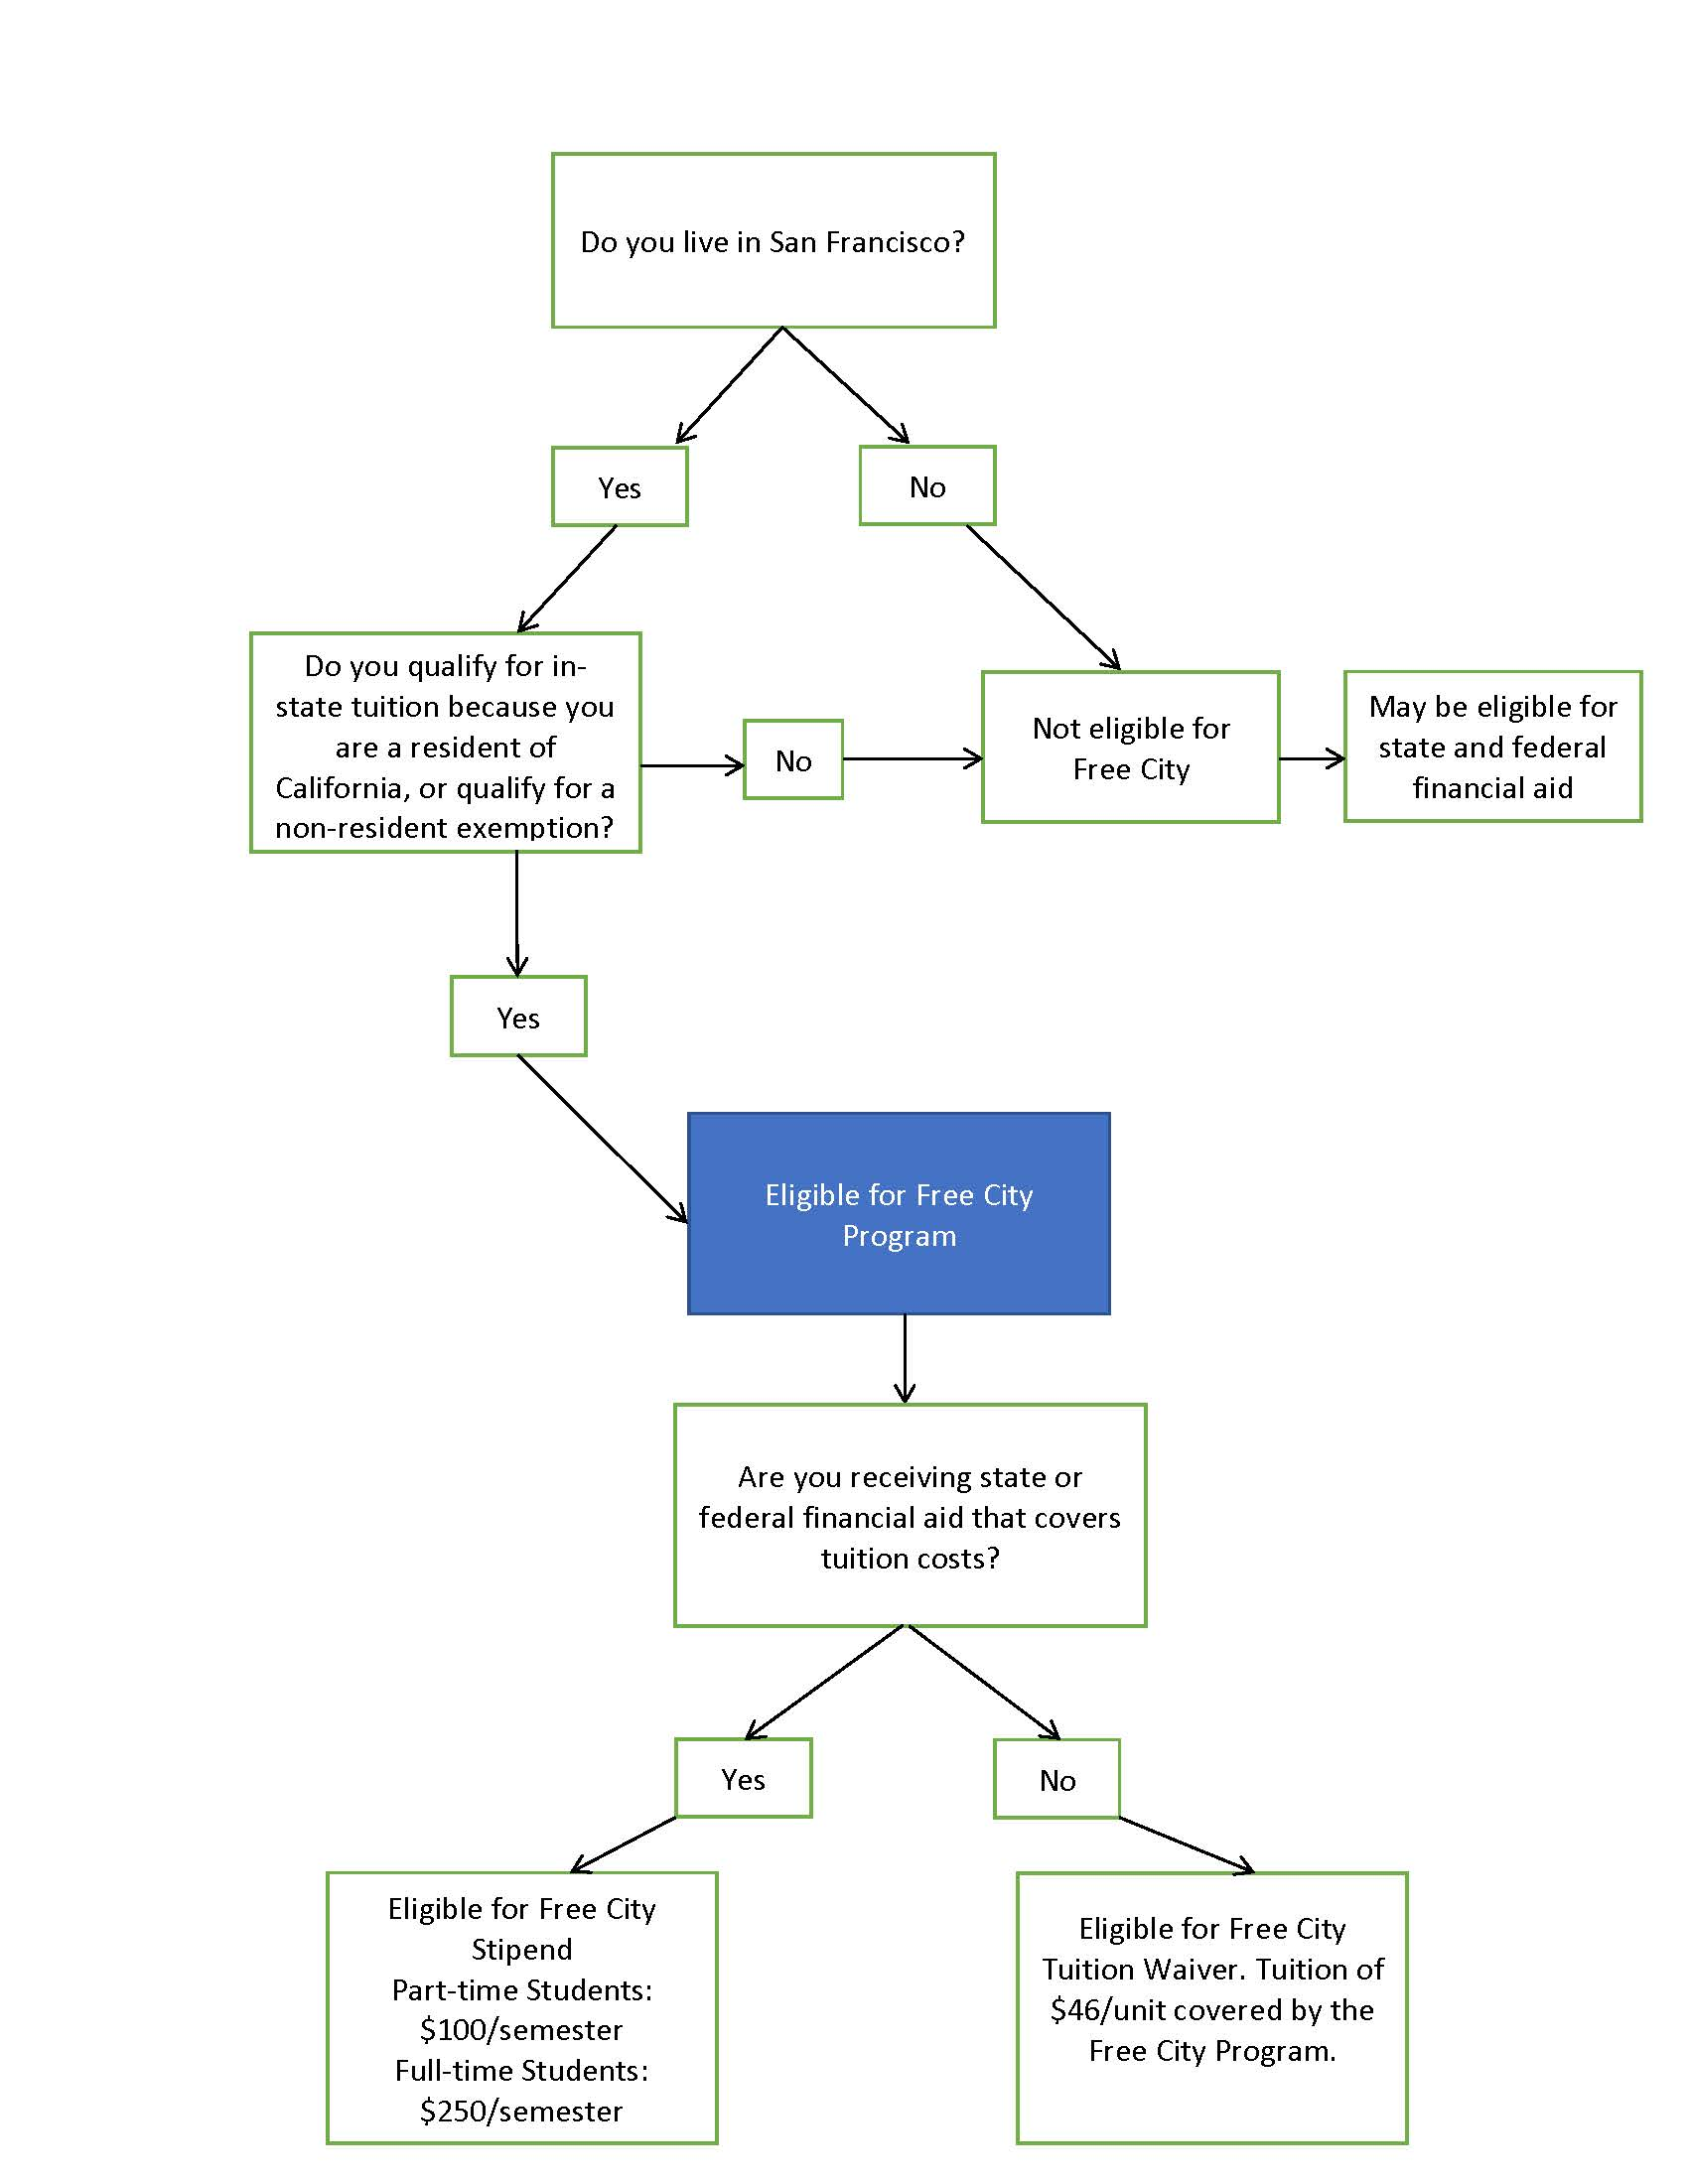 Do you live in San Francisco?
Yes
No
Do you qualify for in-
state tuition because you
are a resident of
California, or qualify for a
non-resident exemption?
No
Not eligible for
Free City
May be eligible for
state and federal
financial aid
Yes
Eligible for Free City
Program
Are you receiving state or
federal financial aid that covers
tuition costs?
Yes
No
Eligible for Free City
Stipend
Part-time Students:
$100/semester
Full-time Students:
$250/semester
Eligible for Free City
Tuition Waiver. Tuition of
$46/unit covered by the
Free City Program.